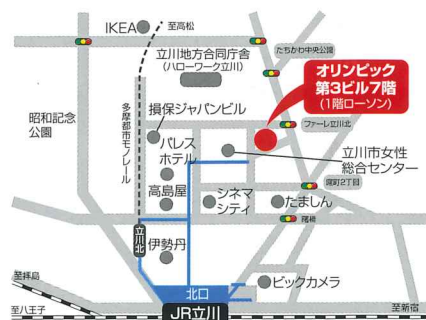 IKEA
至高松
たちかわ中央公園
立川地方合同庁舎
(ハローワーク立川)
オリンピック
第3ビル7階
(1階ローソン)
昭和記念
公園
多摩都市モノレール
損保ジャパンビル
ファーレ立川北
パレス
ホテル
立川市女性
総合センター
高島屋
シネマ
シティ
曙町2丁目
たましん
曙橋
立川北
伊勢丹
至拝島
北口
ビックカメラ
至八王子
JR立川
至新宿